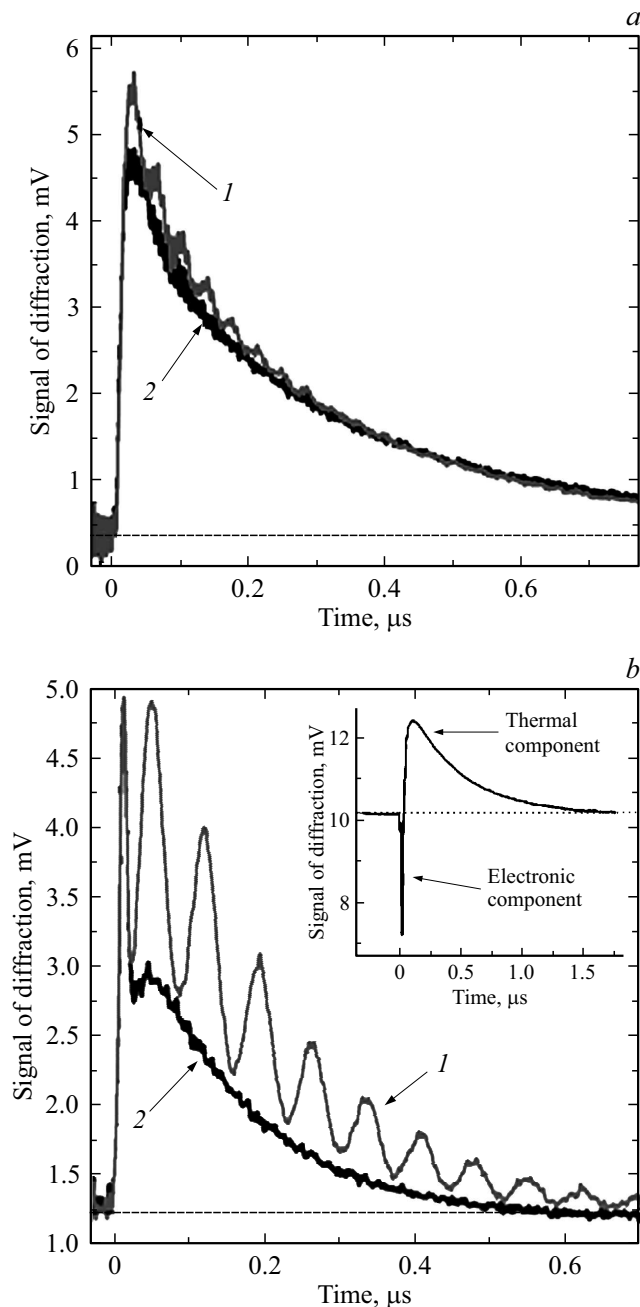 a
6
5
4
3
2
1
0
Signal of diffraction, mV
1
2
0
0.2
0.4
0.6
Time, μs
b
5.0
4.5
4.0
3.5
3.0
2.5
2.0
1.5
1.0
Signal of diffraction, mV
12
10
8
Signal of diffraction, mV
Thermal
component
Electronic
component
0
0.5
1.0
1.5
Time, μs
1
2
0
0.2
0.4
0.6
Time, μs